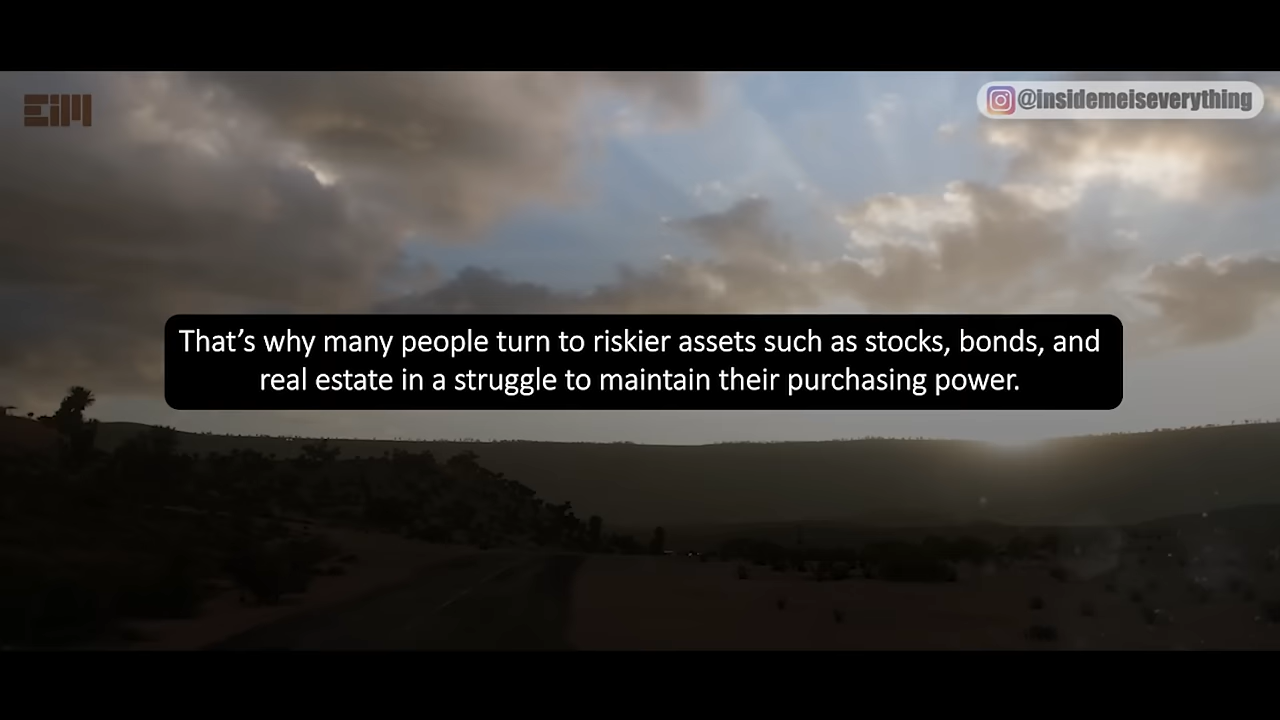 EiM
@insidemeiseverything
That’s why many people turn to riskier assets such as stocks, bonds, and
real estate in a struggle to maintain their purchasing power.